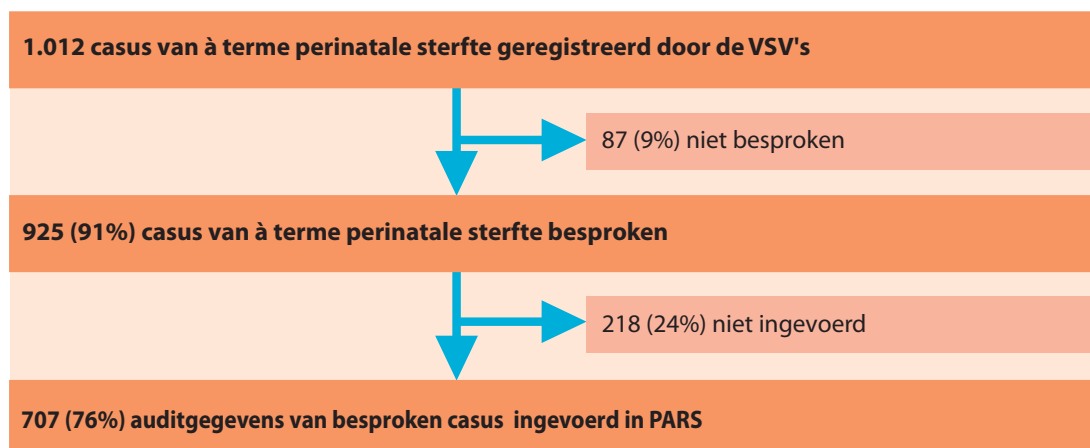 1.012 casus van à terme perinatale sterfte geregistreerd door de VSV's
87 (9%) niet besproken
925 (91%) casus van à terme perinatale sterfte besproken
218 (24%) niet ingevoerd
707 (76%) auditgegevens van besproken casus ingevoerd in PARS